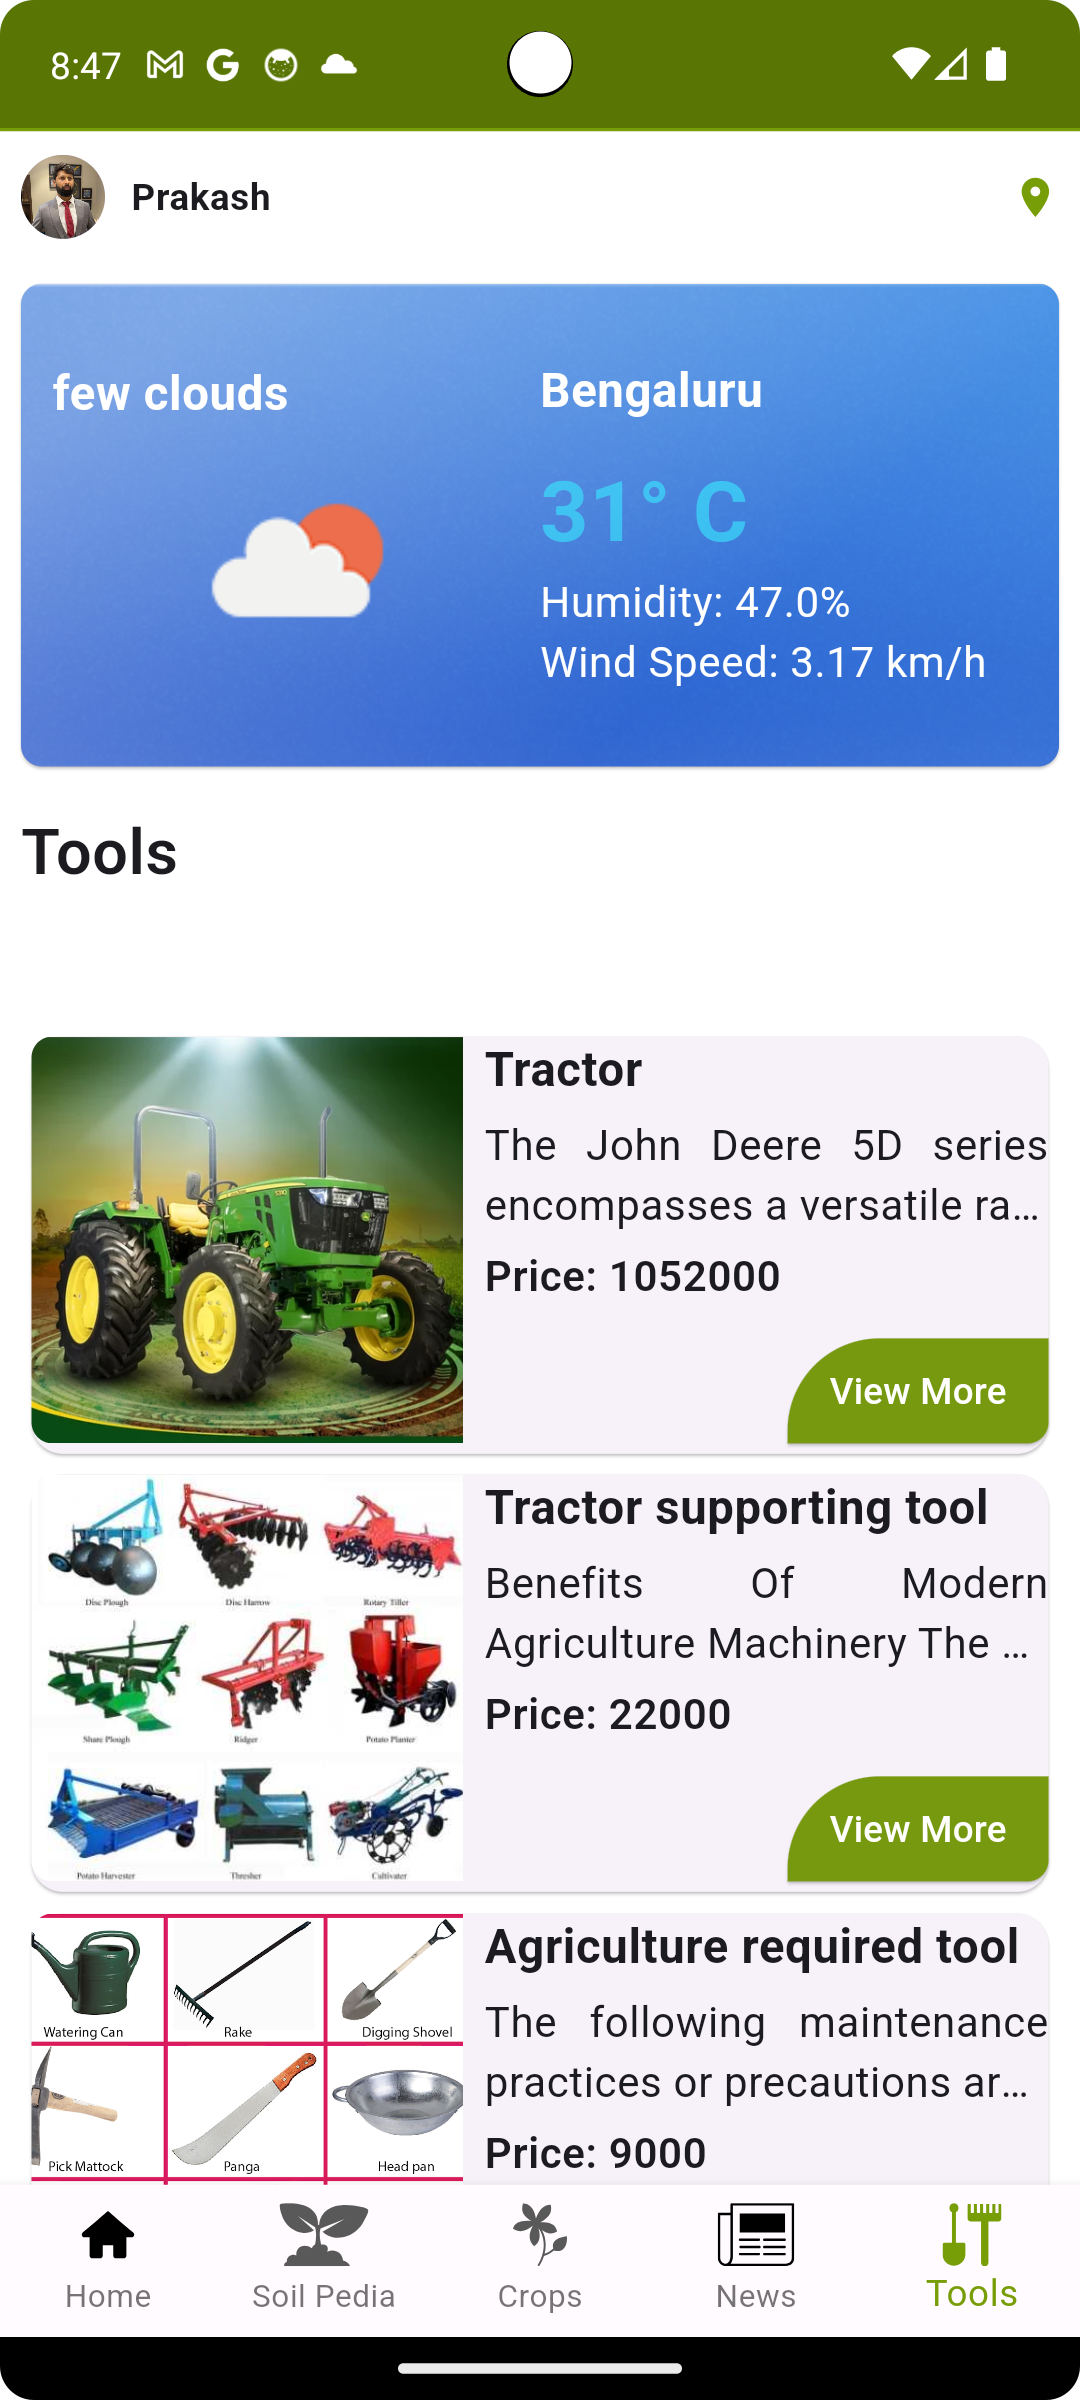 8:47
Prakash
few clouds
Bengaluru
31° C
Humidity: 47.0%
Wind Speed: 3.17 km/h
Tools
Tractor
The John Deere 5D series
encompasses a versatile ra...
Price: 1052000
View More
Disc Plough
Disc Harrow
Rotary Tiller
Share Plough
Ridger
Potato Planter
Potato Harvester
Thresher
Cultivater
Tractor supporting tool
Benefits Of Modern
Agriculture Machinery The ...
Price: 22000
View More
Watering Can
Rake
Digging Shovel
Pick Mattock
Panga
Head pan
Agriculture required tool
The following maintenance
practices or precautions ar...
Price: 9000
Home
Soil Pedia
Crops
News
Tools